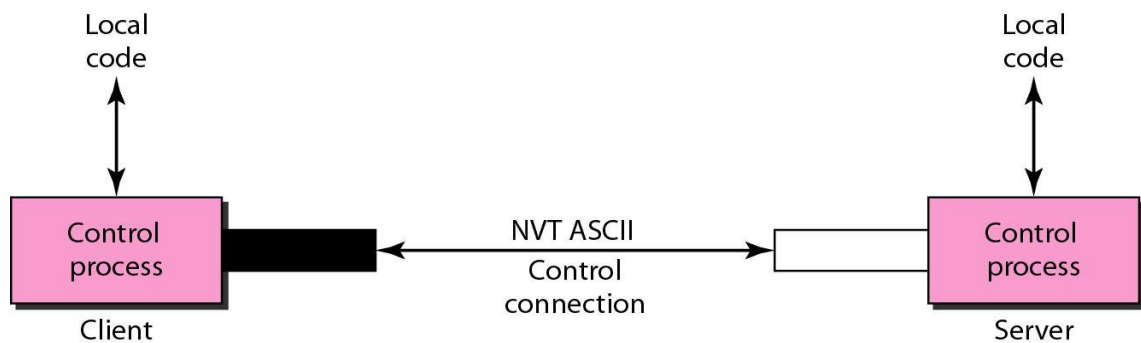 Local
code
Local
code
Control
process
NVT ASCII
Control
connection
Control
process
Client
Server